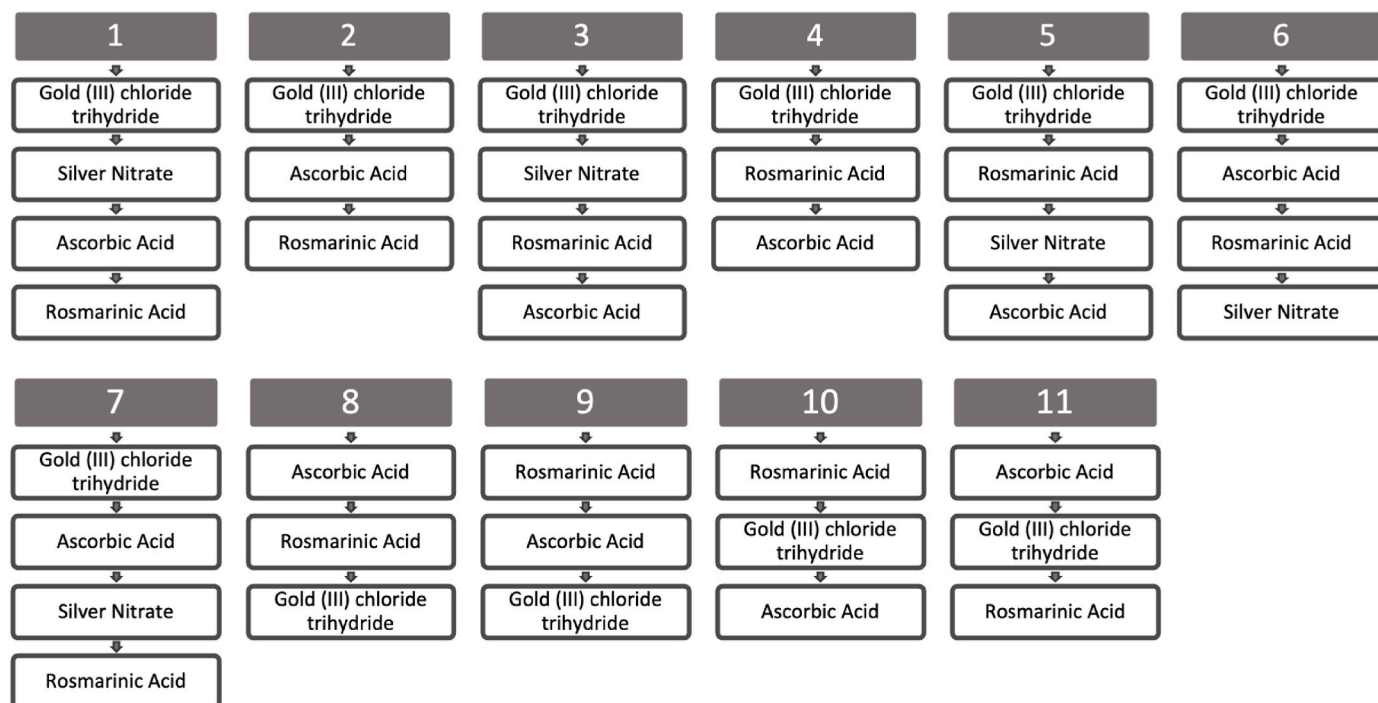 1
Gold (III) chloride
trihydride
Silver Nitrate
Ascorbic Acid
Rosmarinic Acid
2
Gold (III) chloride
trihydride
Ascorbic Acid
Rosmarinic Acid
3
Gold (III) chloride
trihydride
Silver Nitrate
Rosmarinic Acid
Ascorbic Acid
4
Gold (III) chloride
trihydride
Rosmarinic Acid
Ascorbic Acid
5
Gold (III) chloride
trihydride
Rosmarinic Acid
Silver Nitrate
Ascorbic Acid
6
Gold (III) chloride
trihydride
Ascorbic Acid
Rosmarinic Acid
Silver Nitrate
7
Gold (III) chloride
trihydride
Ascorbic Acid
Silver Nitrate
Rosmarinic Acid
8
Ascorbic Acid
Rosmarinic Acid
Gold (III) chloride
trihydride
9
Rosmarinic Acid
Ascorbic Acid
Gold (III) chloride
trihydride
10
Rosmarinic Acid
Gold (III) chloride
trihydride
Ascorbic Acid
11
Ascorbic Acid
Gold (III) chloride
trihydride
Rosmarinic Acid